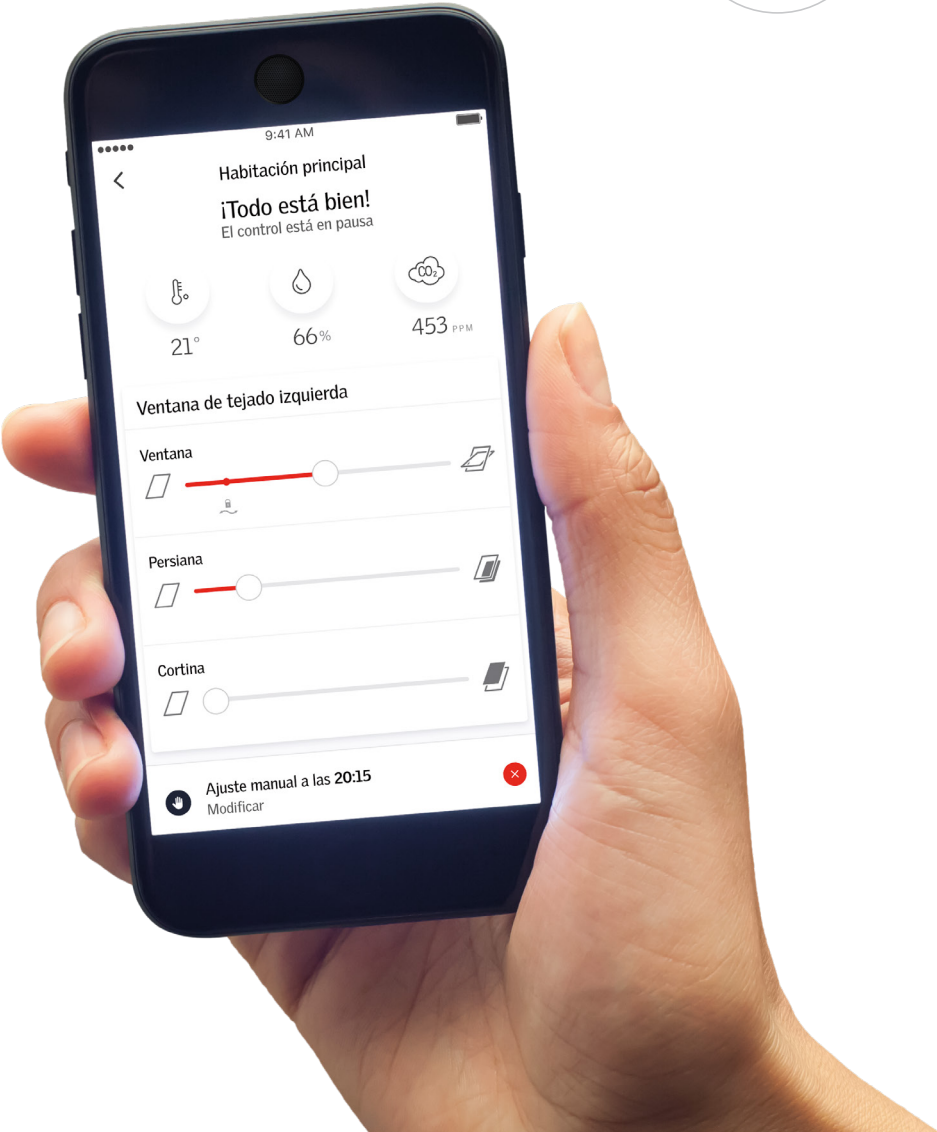 9:41 AM
Habitación principal
¡Todo está bien!
El control está en pausa
CO₂
21°
66%
453 PPM
Ventana de tejado izquierda
Ventana
Persiana
Cortina
Ajuste manual a las 20:15
Modificar